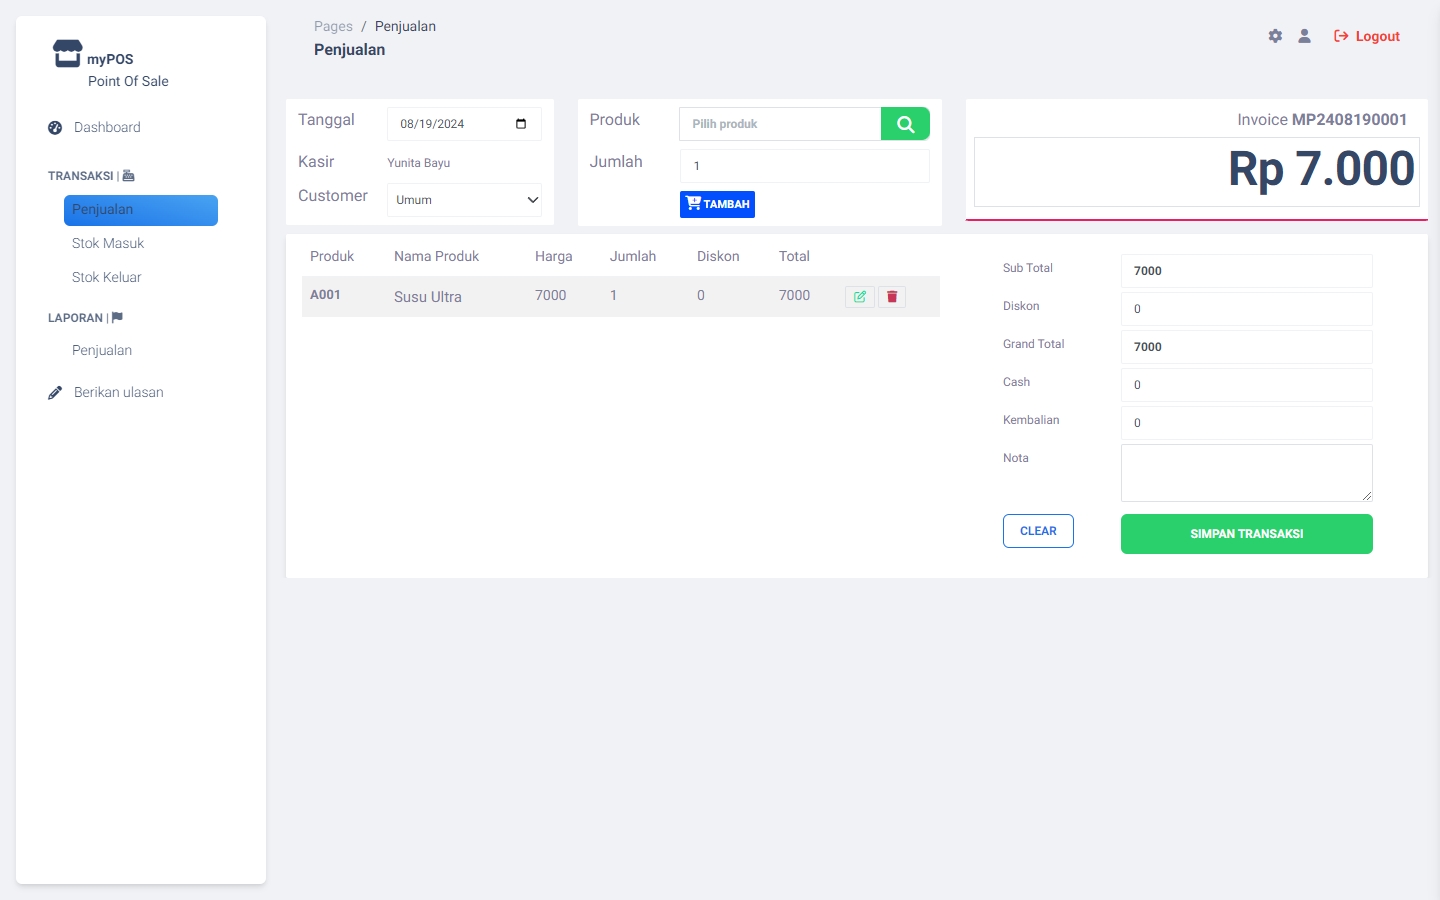 myPOS
Point Of Sale
Dashboard
TRANSAKSI |
Penjualan
Stok Masuk
Stok Keluar
LAPORAN |
Penjualan
Berikan ulasan
Pages / Penjualan
Penjualan
Logout
Tanggal 08/19/2024
Kasir Yunita Bayu
Customer Umum
Produk Pilih produk
Jumlah 1
TAMBAH
Invoice MP2408190001
Rp 7.000
Produk Nama Produk Harga Jumlah Diskon Total
A001 Susu Ultra 7000 1 0 7000
Sub Total 7000
Diskon 0
Grand Total 7000
Cash 0
Kembalian 0
Nota
CLEAR SIMPAN TRANSAKSI